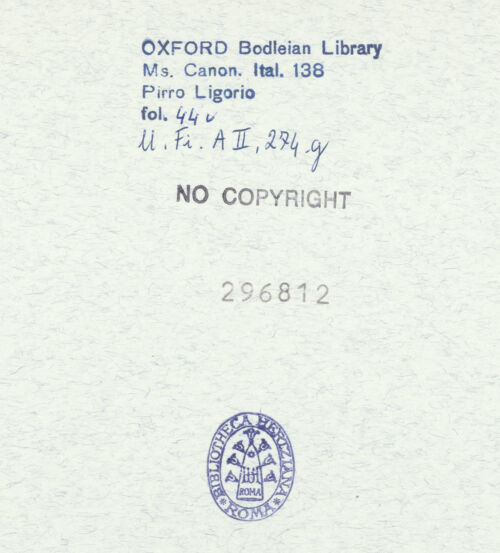 OXFORD Bodleian Library
Ms. Canon. Ital. 138
Pirro Ligorio
fol. 44 v
U. Fi. A II, 274 g
NO COPYRIGHT
296812
BIBLIOTHECA HERTZIANA
ROMA
* ROMA *